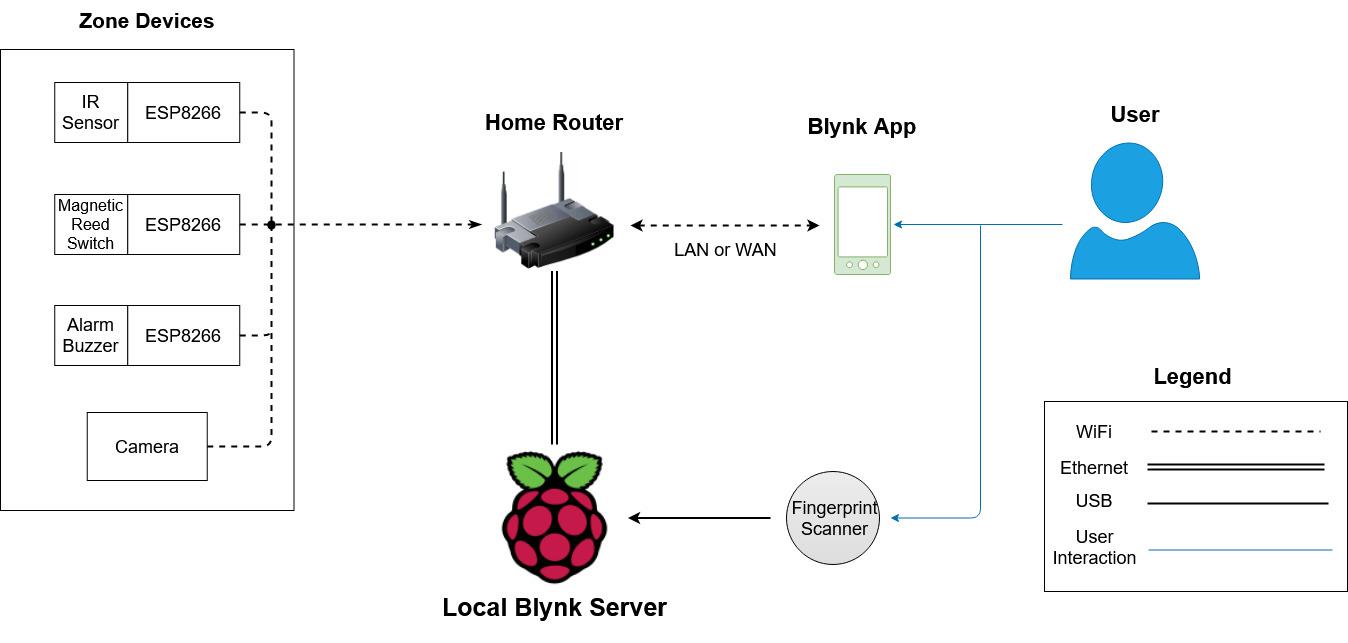 Zone Devices
IR
Sensor
ESP8266
Magnetic
Reed
Switch
ESP8266
Alarm
Buzzer
ESP8266
Camera
Home Router
LAN or WAN
Blynk App
User
Local Blynk Server
Fingerprint
Scanner
Legend
WiFi
Ethernet
USB
User
Interaction